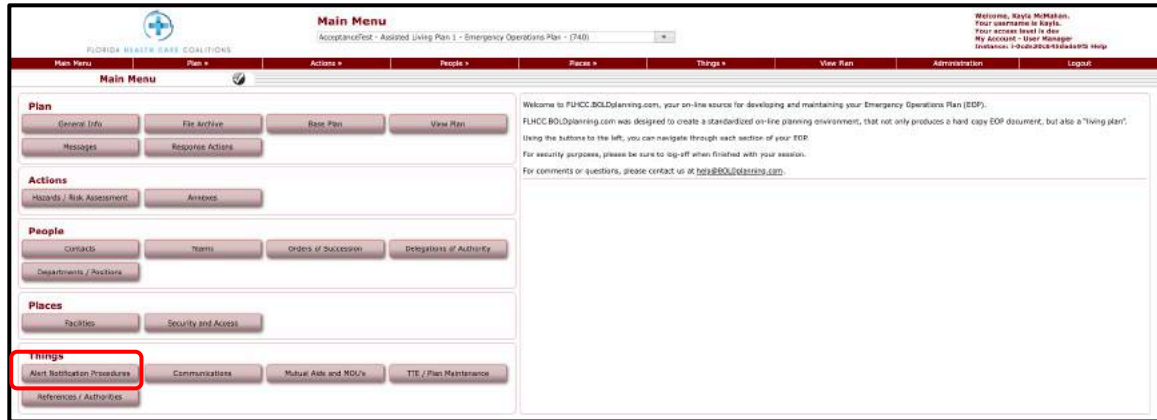 FLORIDA HEALTH CARE COALITIONS
Main Menu
AcceptanceTest - Assisted Living Plan 1 - Emergency Operations Plan - (740)
Welcome, Kayla McMahan.
Your username is Kayla.
Your access level is dev
My Account - User Manager
Help
Main Menu Plan » Actions » People » Places » Things » View Plan Administration Logout
Main Menu
Plan
General Info File Archive Base Plan View Plan
Messages Response Actions
Actions
Hazards / Risk Assessment Annexes
People
Contacts Teams Orders of Succession Delegations of Authority
Departments / Positions
Places
Facilities Security and Access
Things
Alert Notification Procedures Communications Mutual Aids and MOU's TTE / Plan Maintenance
References / Authorities
Welcome to FLHCC.BOLDplanning.com, your on-line source for developing and maintaining your Emergency Operations Plan (EOP).
FLHCC.BOLDplanning.com was designed to create a standardized on-line planning environment, that not only produces a hard copy EOP document, but also a "living plan".
Using the buttons to the left, you can navigate through each section of your EOP.
For security purposes, please be sure to log-off when finished with your session.
For comments or questions, please contact us at help@BOLDplanning.com.